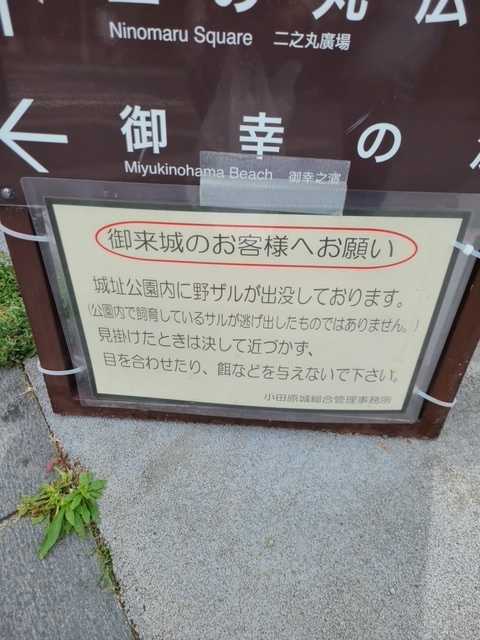 の丸広
Ninomaru Square 二之丸廣場
← 御幸の
Miyukinohama Beach 御幸之濱
御来城のお客様へお願い
城址公園内に野ザルが出没しております。
(公園内で飼育しているサルが逃げ出したものではありません。)
見掛けたときは決して近づかず、
目を合わせたり、餌などを与えないで下さい。
小田原城総合管理事務所